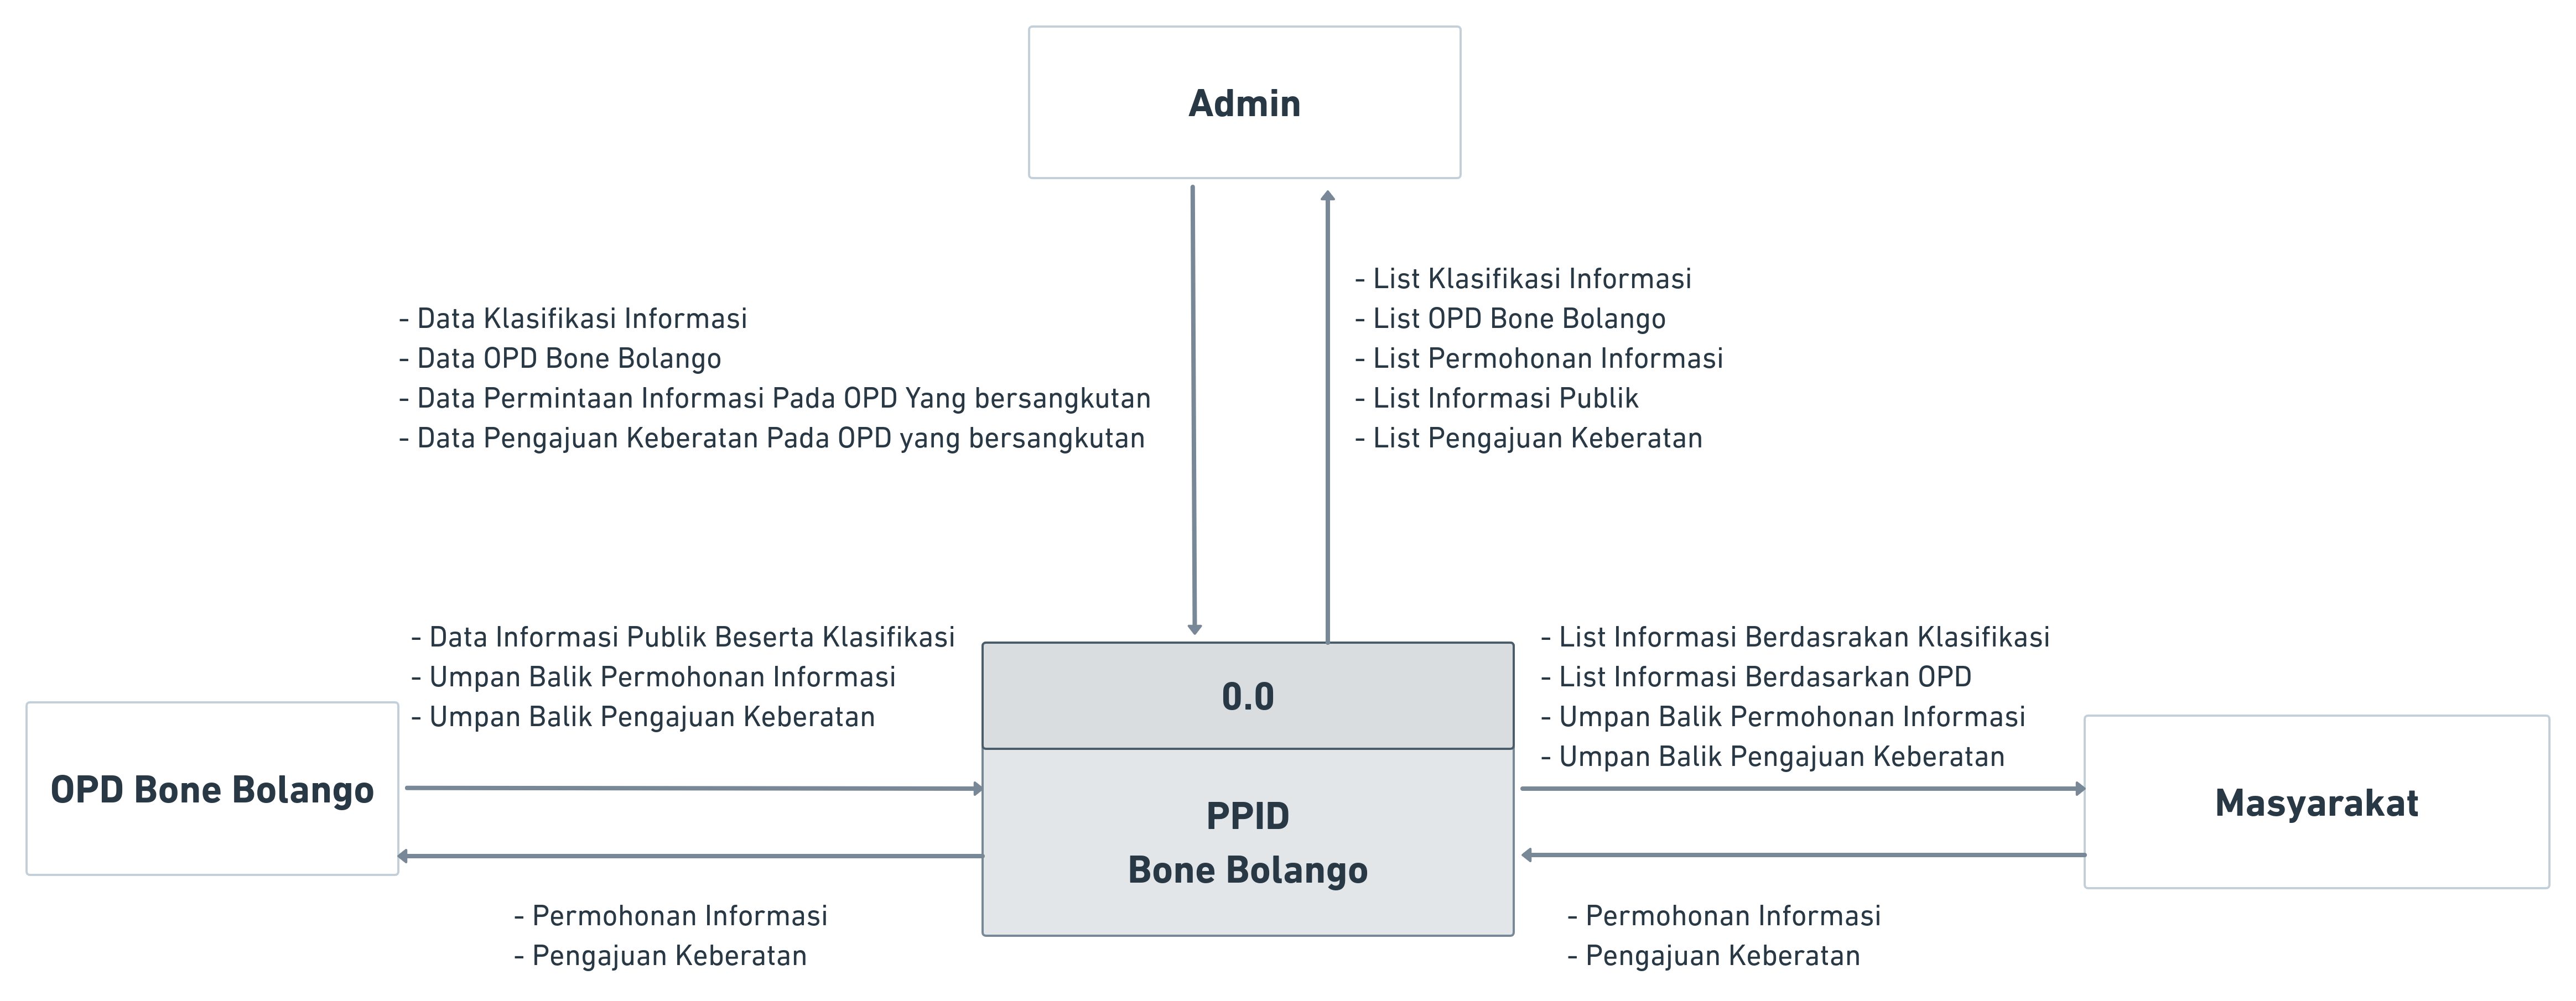 Admin
- Data Klasifikasi Informasi
- Data OPD Bone Bolango
- Data Permintaan Informasi Pada OPD Yang bersangkutan
- Data Pengajuan Keberatan Pada OPD yang bersangkutan
- List Klasifikasi Informasi
- List OPD Bone Bolango
- List Permohonan Informasi
- List Informasi Publik
- List Pengajuan Keberatan
OPD Bone Bolango
- Data Informasi Publik Beserta Klasifikasi
- Umpan Balik Permohonan Informasi
- Umpan Balik Pengajuan Keberatan
- Permohonan Informasi
- Pengajuan Keberatan
0.0
PPID
Bone Bolango
- List Informasi Berdasrakan Klasifikasi
- List Informasi Berdasarkan OPD
- Umpan Balik Permohonan Informasi
- Umpan Balik Pengajuan Keberatan
- Permohonan Informasi
- Pengajuan Keberatan
Masyarakat